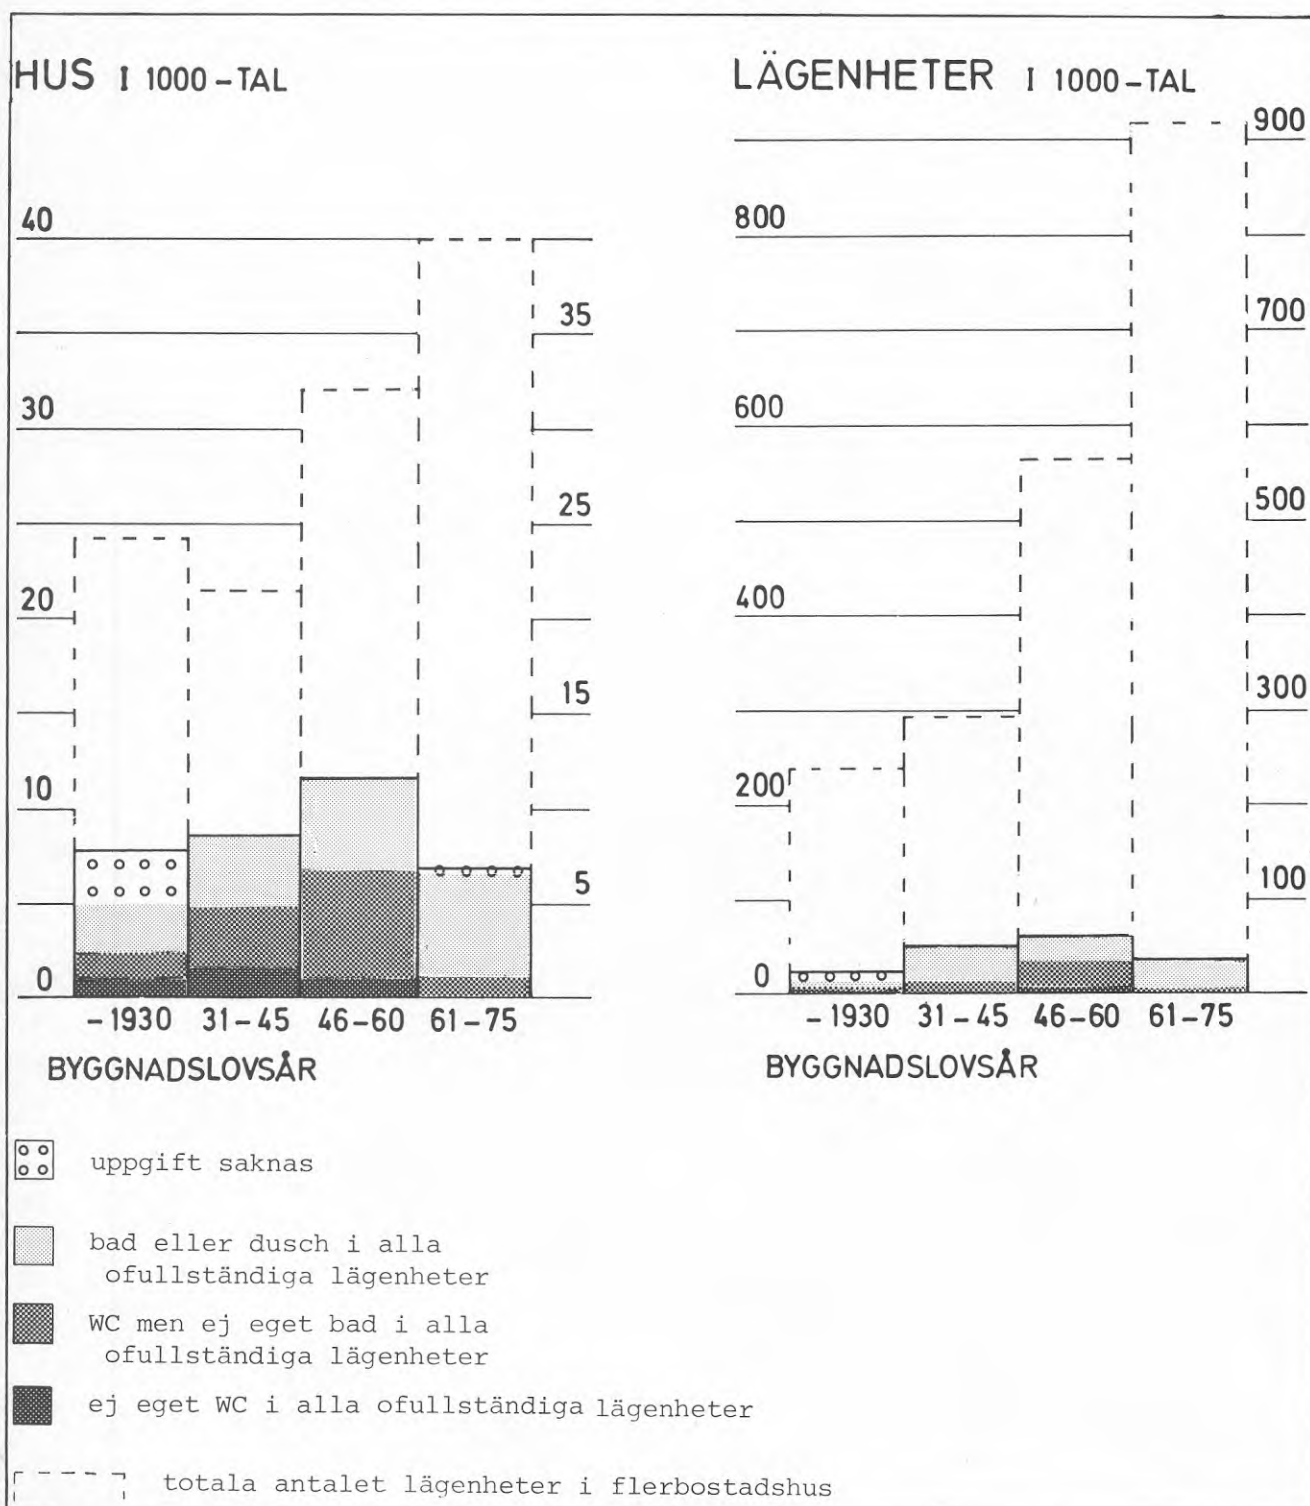 HUS I 1000-TAL
40
35
30
25
20
15
10
5
0
-1930 31-45 46-60 61-75
BYGGNADSLOVSÅR
LÄGENHETER I 1000-TAL
900
800
700
600
500
400
300
200
100
0
-1930 31-45 46-60 61-75
BYGGNADSLOVSÅR
uppgift saknas
bad eller dusch i alla
ofullständiga lägenheter
WC men ej eget bad i alla
ofullständiga lägenheter
ej eget WC i alla ofullständiga lägenheter
totala antalet lägenheter i flerbostadshus